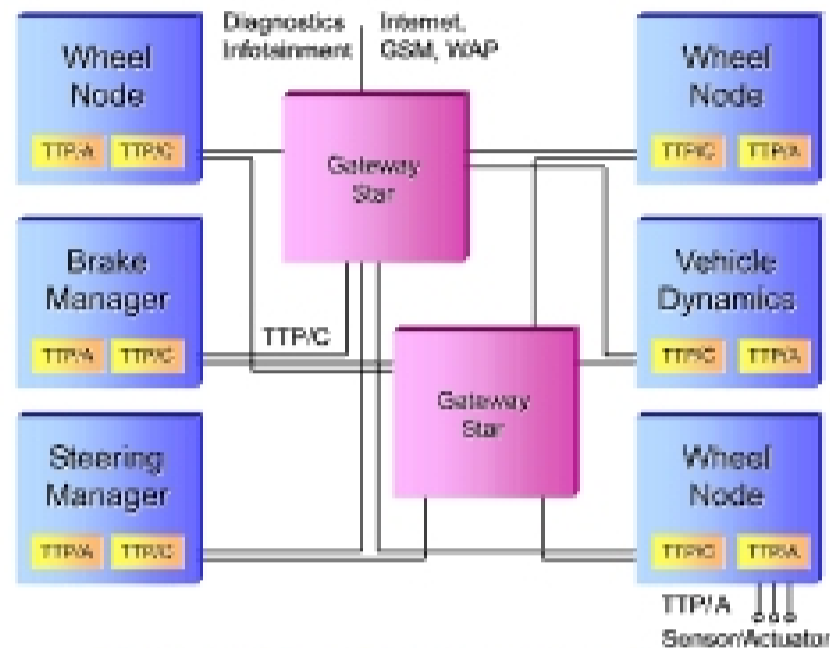 Diagnostics
Infotainment
Internet,
GSM, WAP
Wheel
Node
TTP/A TTP/C
Gateway
Star
Wheel
Node
TTP/C TTP/A
Brake
Manager
TTP/A TTP/C
TTP/C
Vehicle
Dynamics
TTP/C TTP/A
Gateway
Star
Steering
Manager
TTP/A TTP/C
Wheel
Node
TTP/C TTP/A
TTP/A
Sensor/Actuator